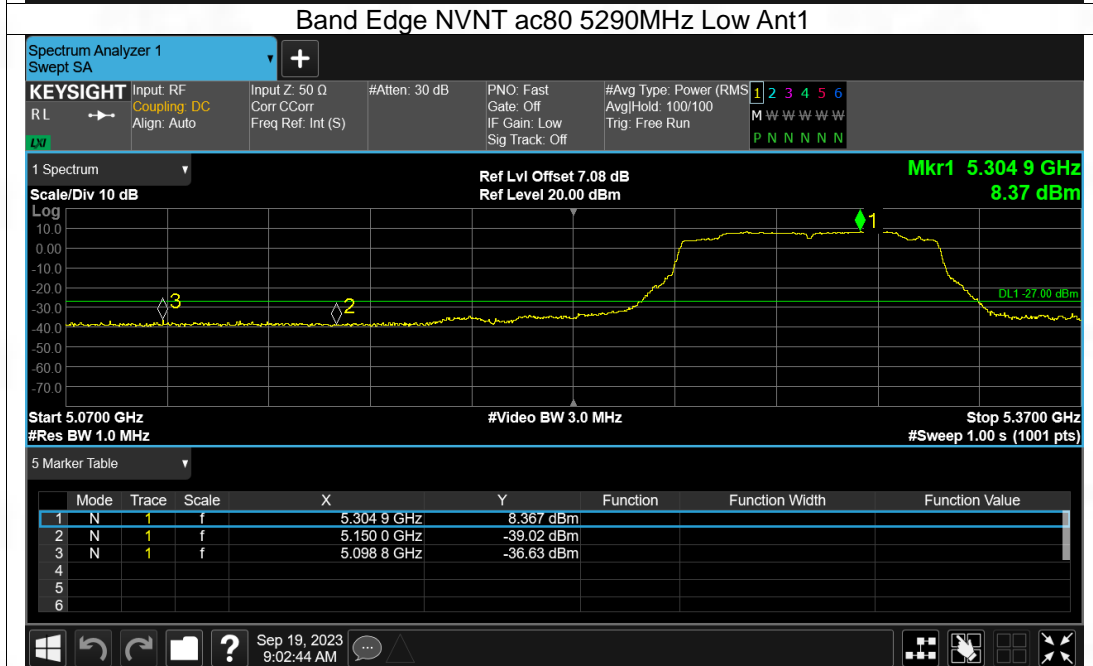 Band Edge NVNT ac80 5290MHz Low Ant1
Spectrum Analyzer 1
Swept SA
+
KEYSIGHT
RL
LXI
Input: RF
Coupling: DC
Align: Auto
Input Z: 50 Ω
Corr CCorr
Freq Ref: Int (S)
#Atten: 30 dB
PNO: Fast
Gate: Off
IF Gain: Low
Sig Track: Off
#Avg Type: Power (RMS
Avg|Hold: 100/100
Trig: Free Run
1 2 3 4 5 6
M W W W W W
P N N N N N
1 Spectrum
Scale/Div 10 dB
Ref Lvl Offset 7.08 dB
Ref Level 20.00 dBm
Mkr1 5.304 9 GHz
8.37 dBm
Log
10.0
0.00
-10.0
-20.0
-30.0
-40.0
-50.0
-60.0
-70.0
1
2
3
DL1 -27.00 dBm
Start 5.0700 GHz
#Video BW 3.0 MHz
Stop 5.3700 GHz
#Res BW 1.0 MHz
#Sweep 1.00 s (1001 pts)
5 Marker Table
Mode Trace Scale X Y Function Function Width Function Value
1 N 1 f 5.304 9 GHz 8.367 dBm
2 N 1 f 5.150 0 GHz -39.02 dBm
3 N 1 f 5.098 8 GHz -36.63 dBm
4
5
6
?
Sep 19, 2023
9:02:44 AM